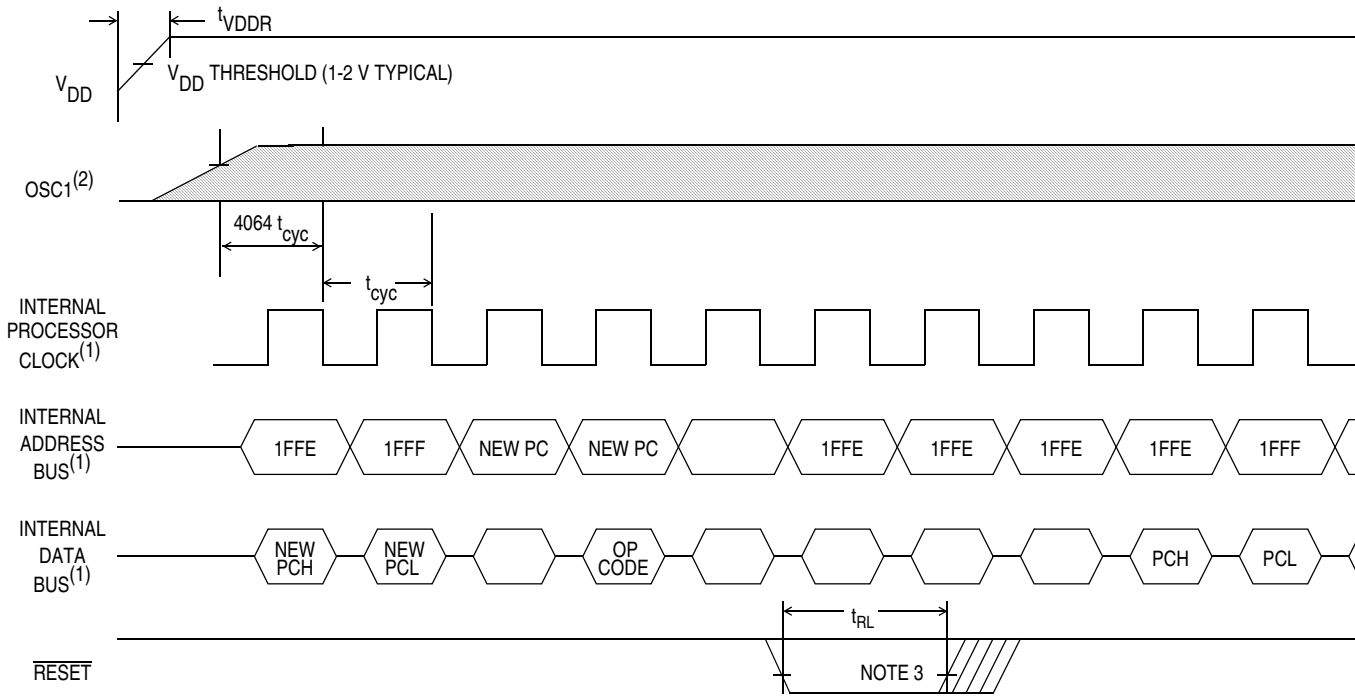 tVDDR
VDD
VDD THRESHOLD (1-2 V TYPICAL)
OSC1(2)
4064 tcyc
tcyc
INTERNAL
PROCESSOR
CLOCK(1)
INTERNAL
ADDRESS
BUS(1)
1FFE 1FFF NEW PC NEW PC 1FFE 1FFE 1FFE 1FFE 1FFF
INTERNAL
DATA
BUS(1)
NEW PCH NEW PCL OP CODE PCH PCL
tRL
RESET
NOTE 3